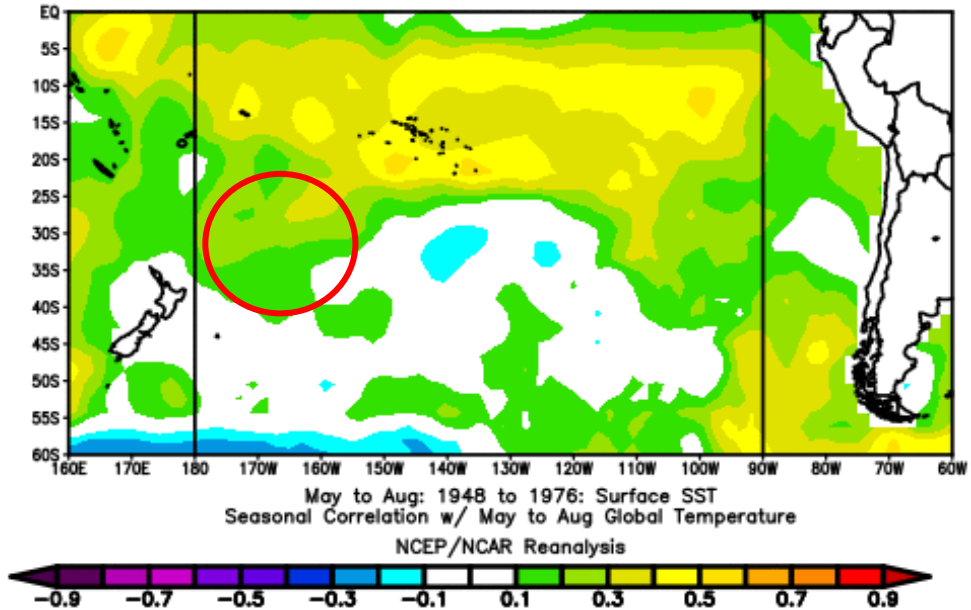 EQ
5S
10S
15S
20S
25S
30S
35S
40S
45S
50S
55S
60S
160E 170E 180 170W 160W 150W 140W 130W 120W 110W 100W 90W 80W 70W 60W
May to Aug: 1948 to 1976: Surface SST
Seasonal Correlation w/ May to Aug Global Temperature
NCEP/NCAR Reanalysis
-0.9 -0.7 -0.5 -0.3 -0.1 0.1 0.3 0.5 0.7 0.9